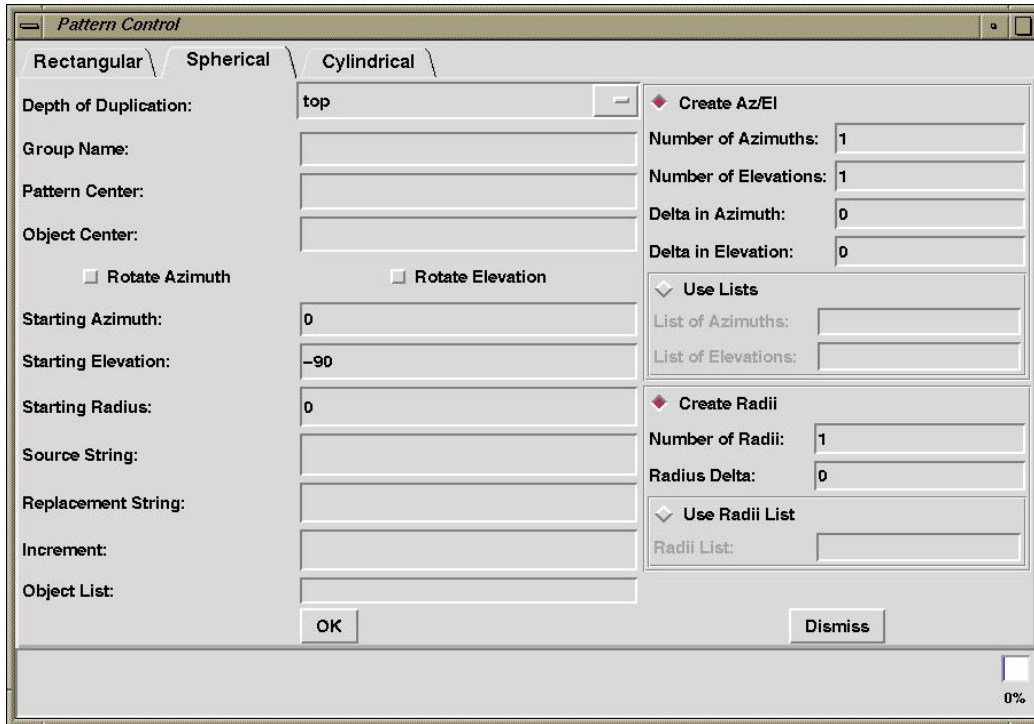 Pattern Control
Rectangular Spherical Cylindrical
Depth of Duplication: top
Group Name:
Pattern Center:
Object Center:
Rotate Azimuth Rotate Elevation
Starting Azimuth: 0
Starting Elevation: -90
Starting Radius: 0
Source String:
Replacement String:
Increment:
Object List:
OK
Create Az/El
Number of Azimuths: 1
Number of Elevations: 1
Delta in Azimuth: 0
Delta in Elevation: 0
Use Lists
List of Azimuths:
List of Elevations:
Create Radii
Number of Radii: 1
Radius Delta: 0
Use Radii List
Radii List:
Dismiss
0%